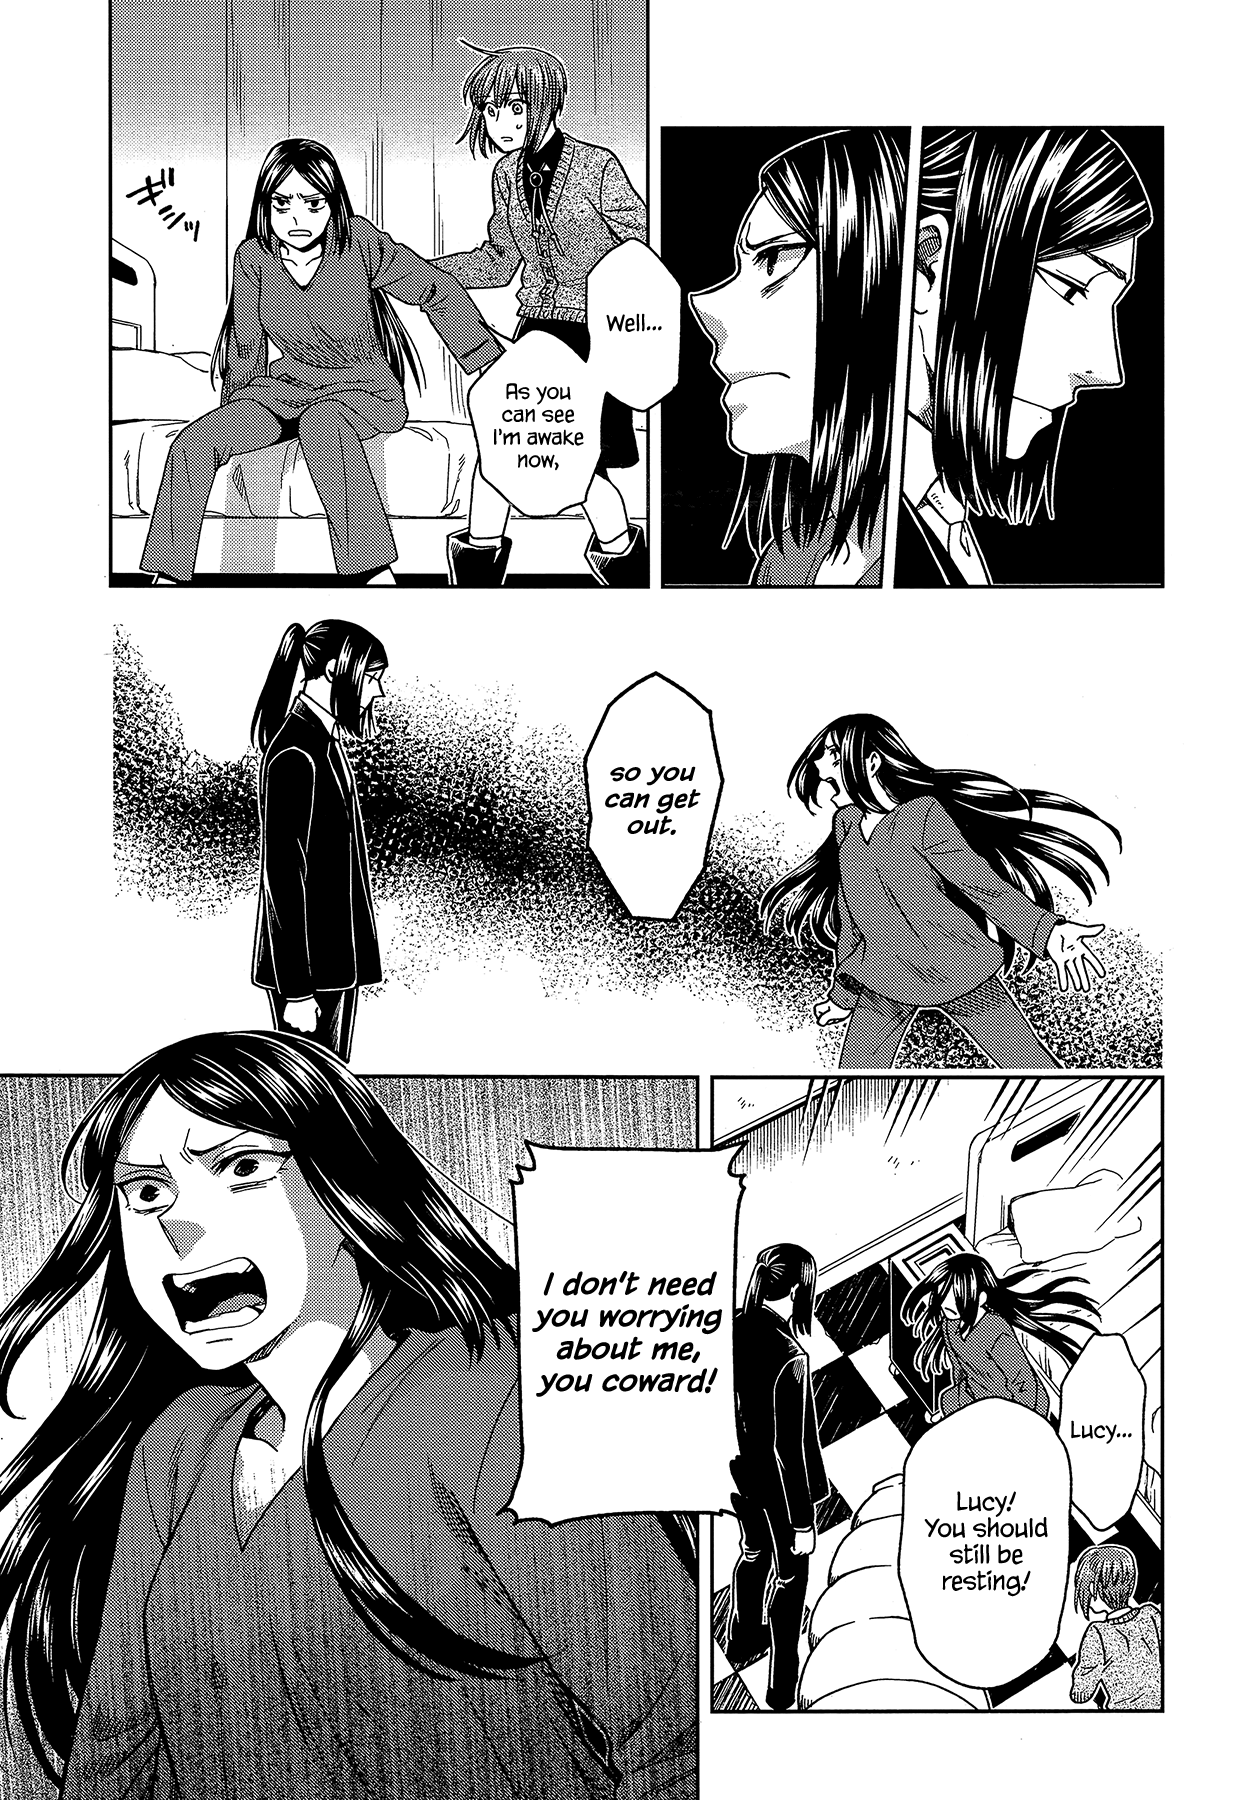 Well...
As you
can see
I'm awake
now,
ギシッ
so you
can get
out.
Lucy...
Lucy!
You should
still be
resting!
I don't need
you worrying
about me,
you coward!